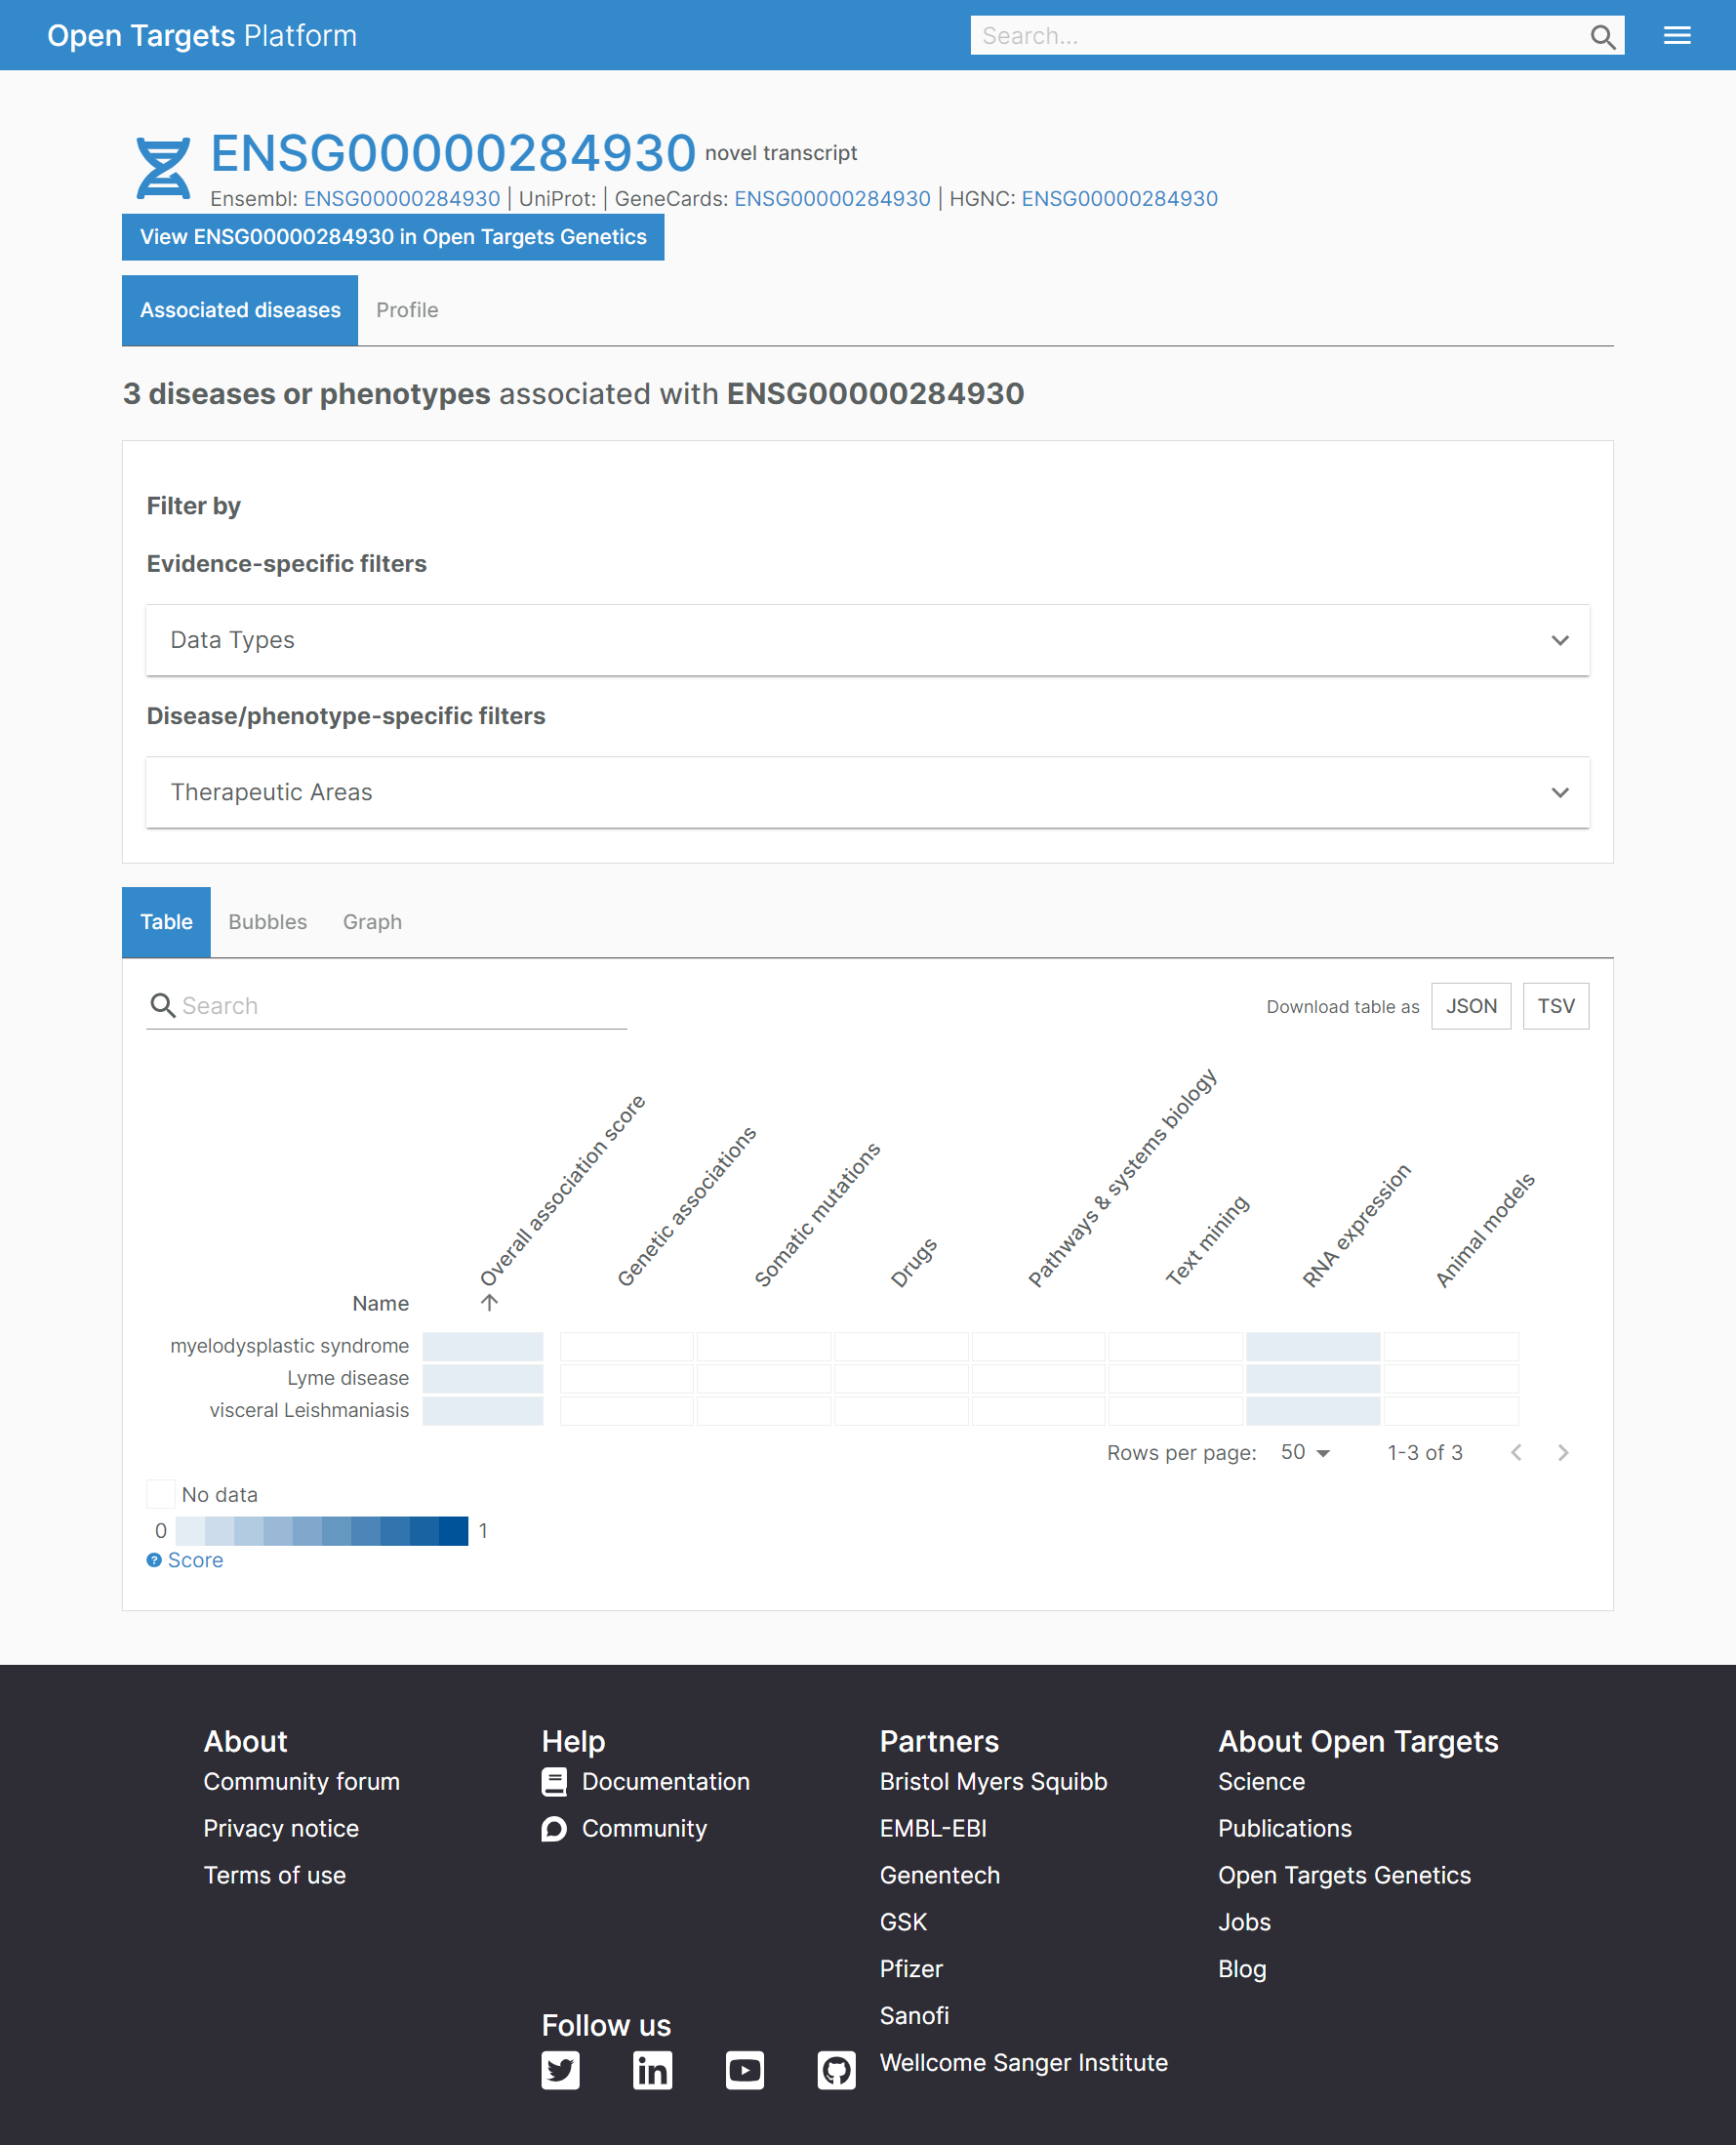 Open Targets Platform
Search...
ENSG00000284930 novel transcript
Ensembl: ENSG00000284930 | UniProt: | GeneCards: ENSG00000284930 | HGNC: ENSG00000284930
View ENSG00000284930 in Open Targets Genetics
Associated diseases Profile
3 diseases or phenotypes associated with ENSG00000284930
Filter by
Evidence-specific filters
Data Types
Disease/phenotype-specific filters
Therapeutic Areas
Table Bubbles Graph
Search
Download table as JSON TSV
Name
Overall association score
Genetic associations
Somatic mutations
Drugs
Pathways & systems biology
Text mining
RNA expression
Animal models
myelodysplastic syndrome
Lyme disease
visceral Leishmaniasis
Rows per page: 50 1-3 of 3
No data
0 1
? Score
About
Community forum
Privacy notice
Terms of use
Help
Documentation
Community
Follow us
in
Partners
Bristol Myers Squibb
EMBL-EBI
Genentech
GSK
Pfizer
Sanofi
Wellcome Sanger Institute
About Open Targets
Science
Publications
Open Targets Genetics
Jobs
Blog